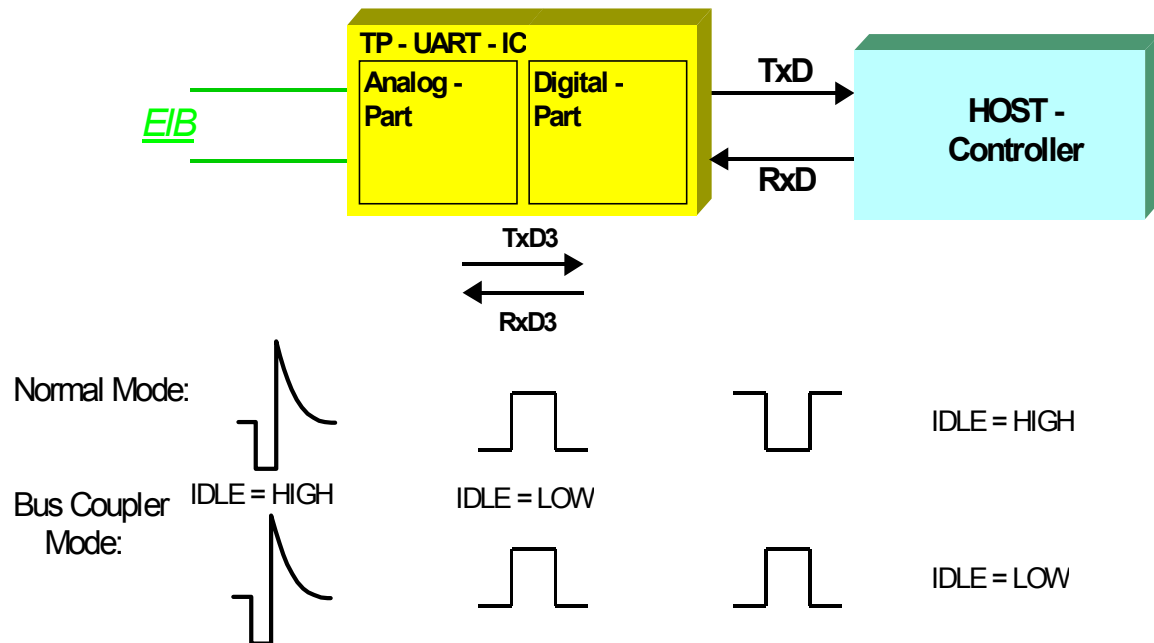 TP - UART - IC
Analog -
Part
Digital -
Part
EIB
TxD
RxD
HOST -
Controller
TxD3
RxD3
Normal Mode:
IDLE = HIGH
IDLE = HIGH
IDLE = LOW
Bus Coupler
Mode:
IDLE = LOW